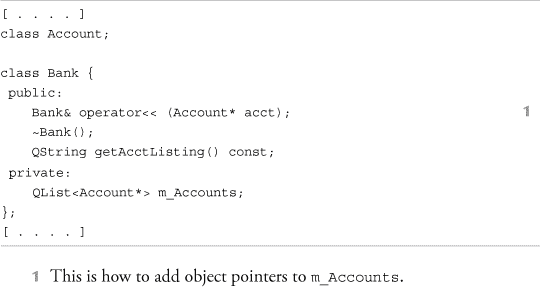 [ . . . . ]
class Account;
class Bank {
public:
Bank& operator<< (Account* acct);                    1
~Bank();
QString getAcctListing() const;
private:
QList<Account*> m_Accounts;
};
[ . . . . ]
1 This is how to add object pointers to m_Accounts.